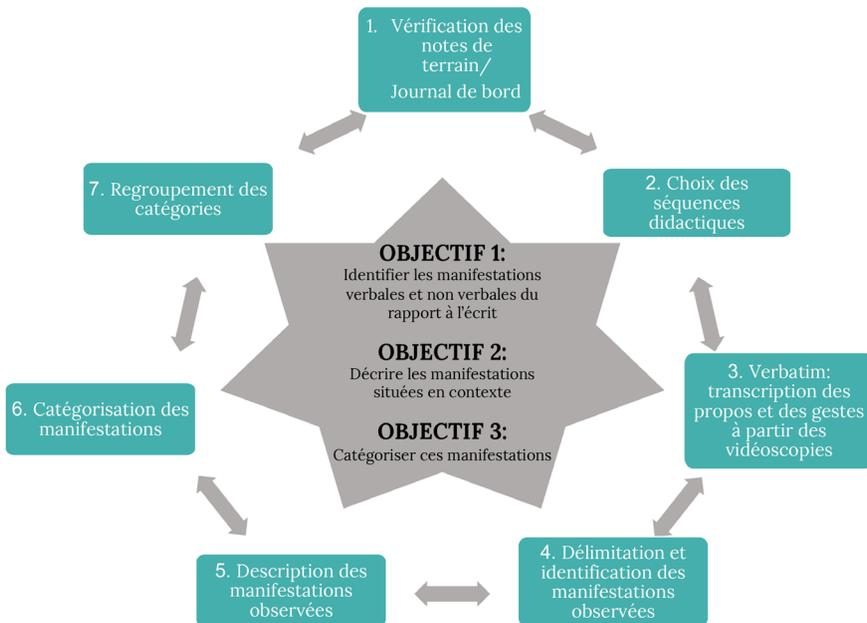 1. Vérification des
notes de
terrain/
Journal de bord
2. Choix des
séquences
didactiques
3. Verbatim:
transcription des
propos et des gestes
à partir des
vidéoscopies
4. Délimitation et
identification des
manifestations
observées
5. Description des
manifestations
observées
6. Catégorisation des
manifestations
7. Regroupement des
catégories
OBJECTIF 1:
Identifier les manifestations
verbales et non verbales du
rapport à l'écrit
OBJECTIF 2:
Décrire les manifestations
situées en contexte
OBJECTIF 3:
Catégoriser ces manifestations